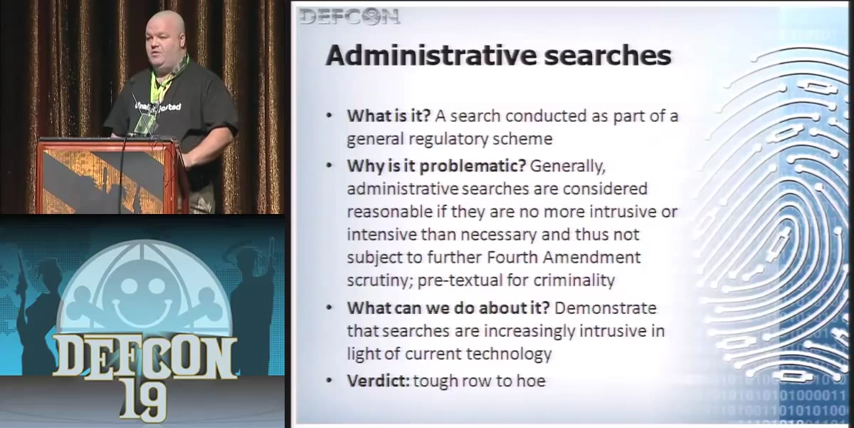 DEFCON
Administrative searches
• What is it? A search conducted as part of a
general regulatory scheme
• Why is it problematic? Generally,
administrative searches are considered
reasonable if they are no more intrusive or
intensive than necessary and thus not
subject to further Fourth Amendment
scrutiny; pre-textual for criminality
• What can we do about it? Demonstrate
that searches are increasingly intrusive in
light of current technology
• Verdict: tough row to hoe
DEFCON
19